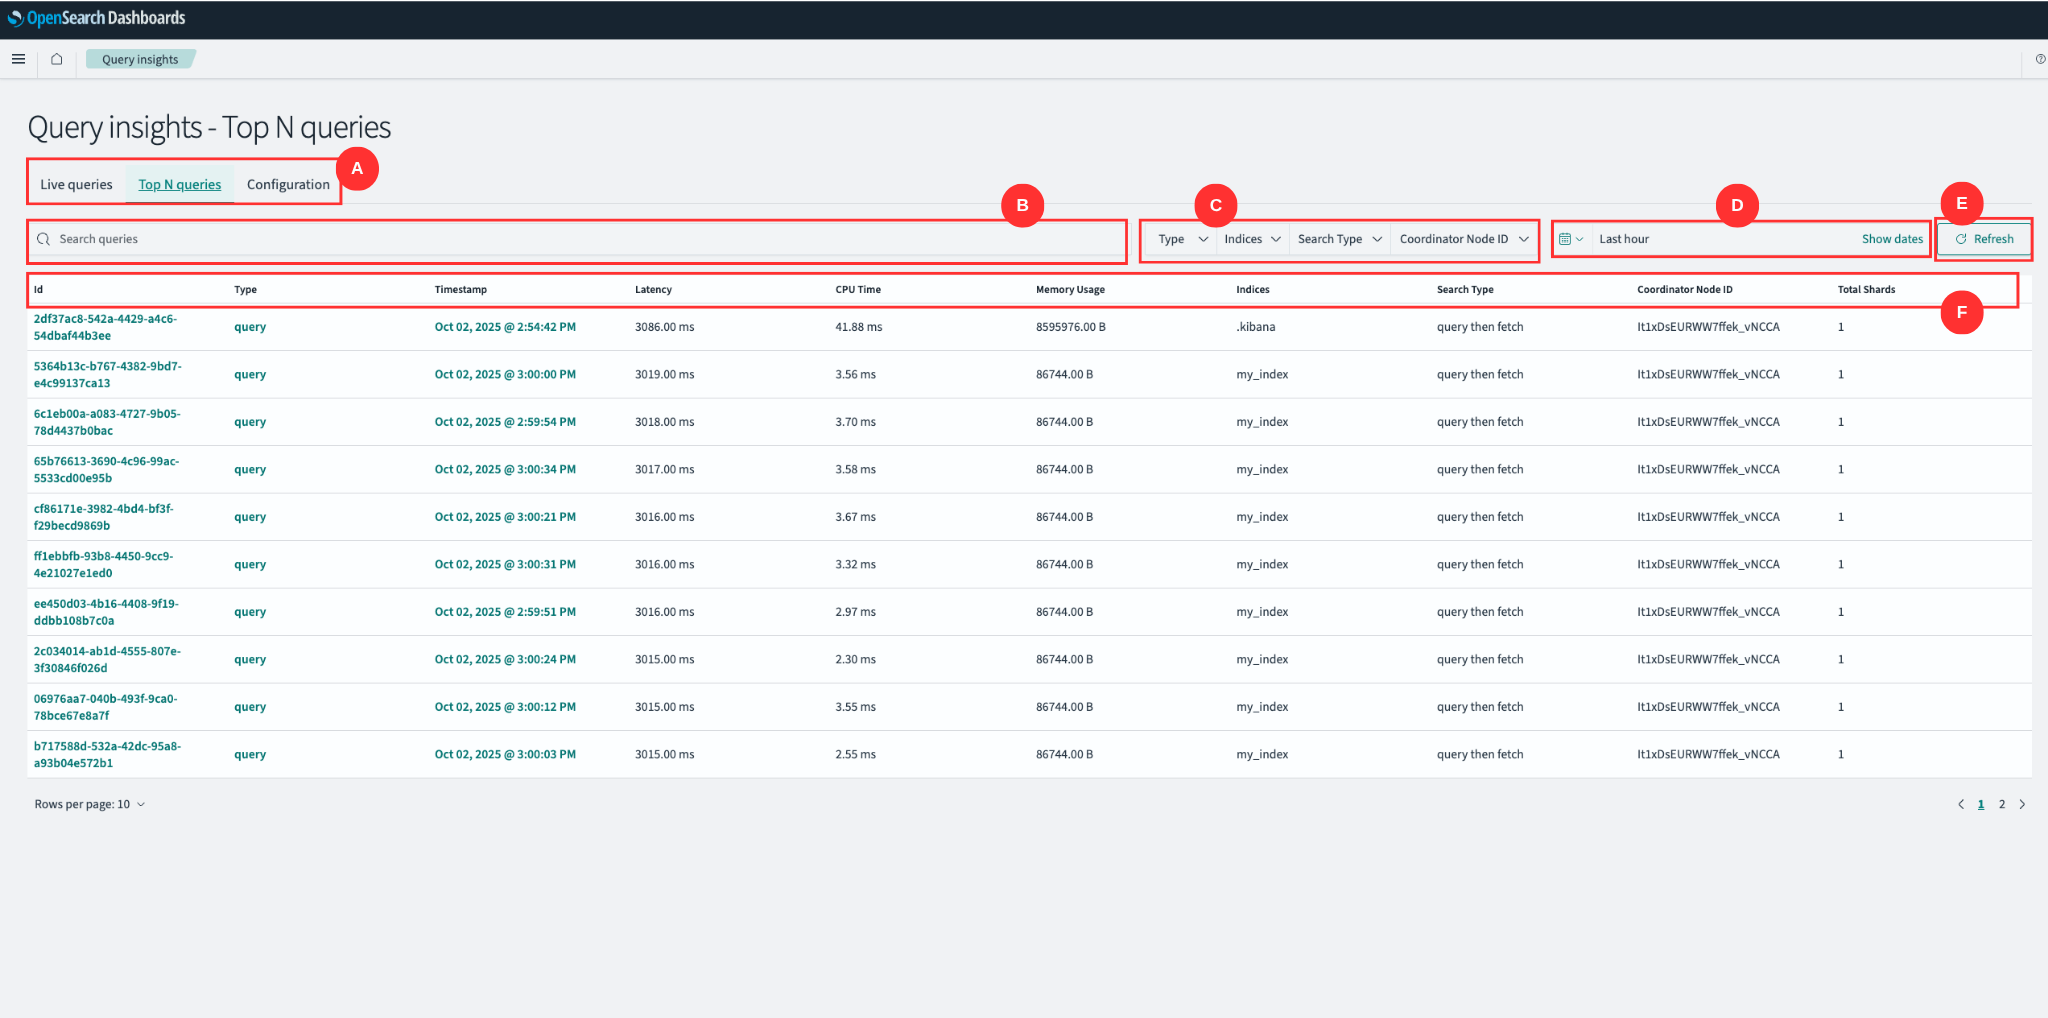 OpenSearch Dashboards
Query insights
Query insights - Top N queries
A
Live queries Top N queries Configuration
B C D E
Search queries Type Indices Search Type Coordinator Node ID Last hour Show dates Refresh
Id Type Timestamp Latency CPU Time Memory Usage Indices Search Type Coordinator Node ID Total Shards
F
2df37ac8-542a-4429-a4c6-
54dbaf44b3ee
query Oct 02, 2025 @ 2:54:42 PM 3086.00 ms 41.88 ms 8595976.00 B .kibana query then fetch It1xDsEURWW7ffek_vNCCA 1
5364b13c-b767-4382-9bd7-
e4c99137ca13
query Oct 02, 2025 @ 3:00:00 PM 3019.00 ms 3.56 ms 86744.00 B my_index query then fetch It1xDsEURWW7ffek_vNCCA 1
6c1eb00a-a083-4727-9b05-
78d4437b0bac
query Oct 02, 2025 @ 2:59:54 PM 3018.00 ms 3.70 ms 86744.00 B my_index query then fetch It1xDsEURWW7ffek_vNCCA 1
65b76613-3690-4c96-99ac-
5533cd00e95b
query Oct 02, 2025 @ 3:00:34 PM 3017.00 ms 3.58 ms 86744.00 B my_index query then fetch It1xDsEURWW7ffek_vNCCA 1
cf86171e-3982-4bd4-bf3f-
f29becd9869b
query Oct 02, 2025 @ 3:00:21 PM 3016.00 ms 3.67 ms 86744.00 B my_index query then fetch It1xDsEURWW7ffek_vNCCA 1
ff1ebbfb-93b8-4450-9cc9-
4e21027e1ed0
query Oct 02, 2025 @ 3:00:31 PM 3016.00 ms 3.32 ms 86744.00 B my_index query then fetch It1xDsEURWW7ffek_vNCCA 1
ee450d03-4b16-4408-9f19-
ddbb108b7c0a
query Oct 02, 2025 @ 2:59:51 PM 3016.00 ms 2.97 ms 86744.00 B my_index query then fetch It1xDsEURWW7ffek_vNCCA 1
2c034014-ab1d-4555-807e-
3f30846f026d
query Oct 02, 2025 @ 3:00:24 PM 3015.00 ms 2.30 ms 86744.00 B my_index query then fetch It1xDsEURWW7ffek_vNCCA 1
06976aa7-040b-493f-9ca0-
78bce67e8a7f
query Oct 02, 2025 @ 3:00:12 PM 3015.00 ms 3.55 ms 86744.00 B my_index query then fetch It1xDsEURWW7ffek_vNCCA 1
b717588d-532a-42dc-95a8-
a93b04e572b1
query Oct 02, 2025 @ 3:00:03 PM 3015.00 ms 2.55 ms 86744.00 B my_index query then fetch It1xDsEURWW7ffek_vNCCA 1
Rows per page: 10 1 2